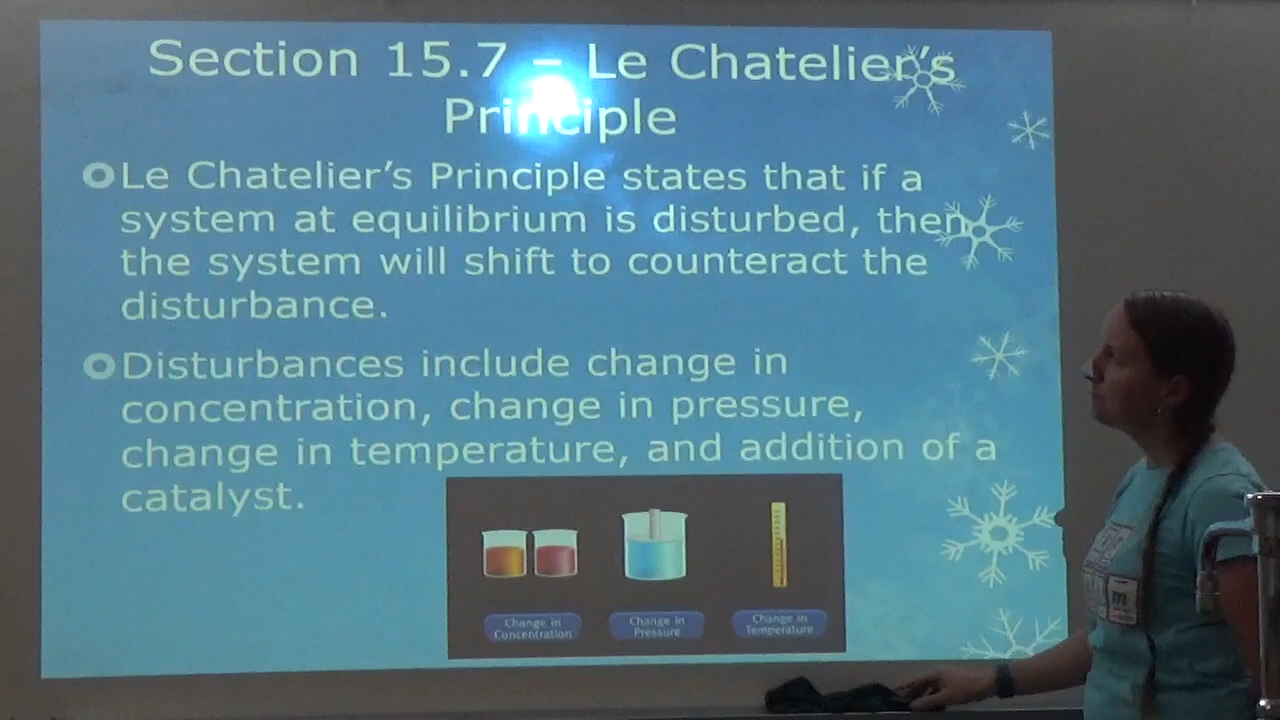 Section 15.7 – Le Chatelier's
Principle
Le Chatelier's Principle states that if a
system at equilibrium is disturbed, then
the system will shift to counteract the
disturbance.
Disturbances include change in
concentration, change in pressure,
change in temperature, and addition of a
catalyst.
Change in
Concentration
Change in
Pressure
Change in
Temperature
m